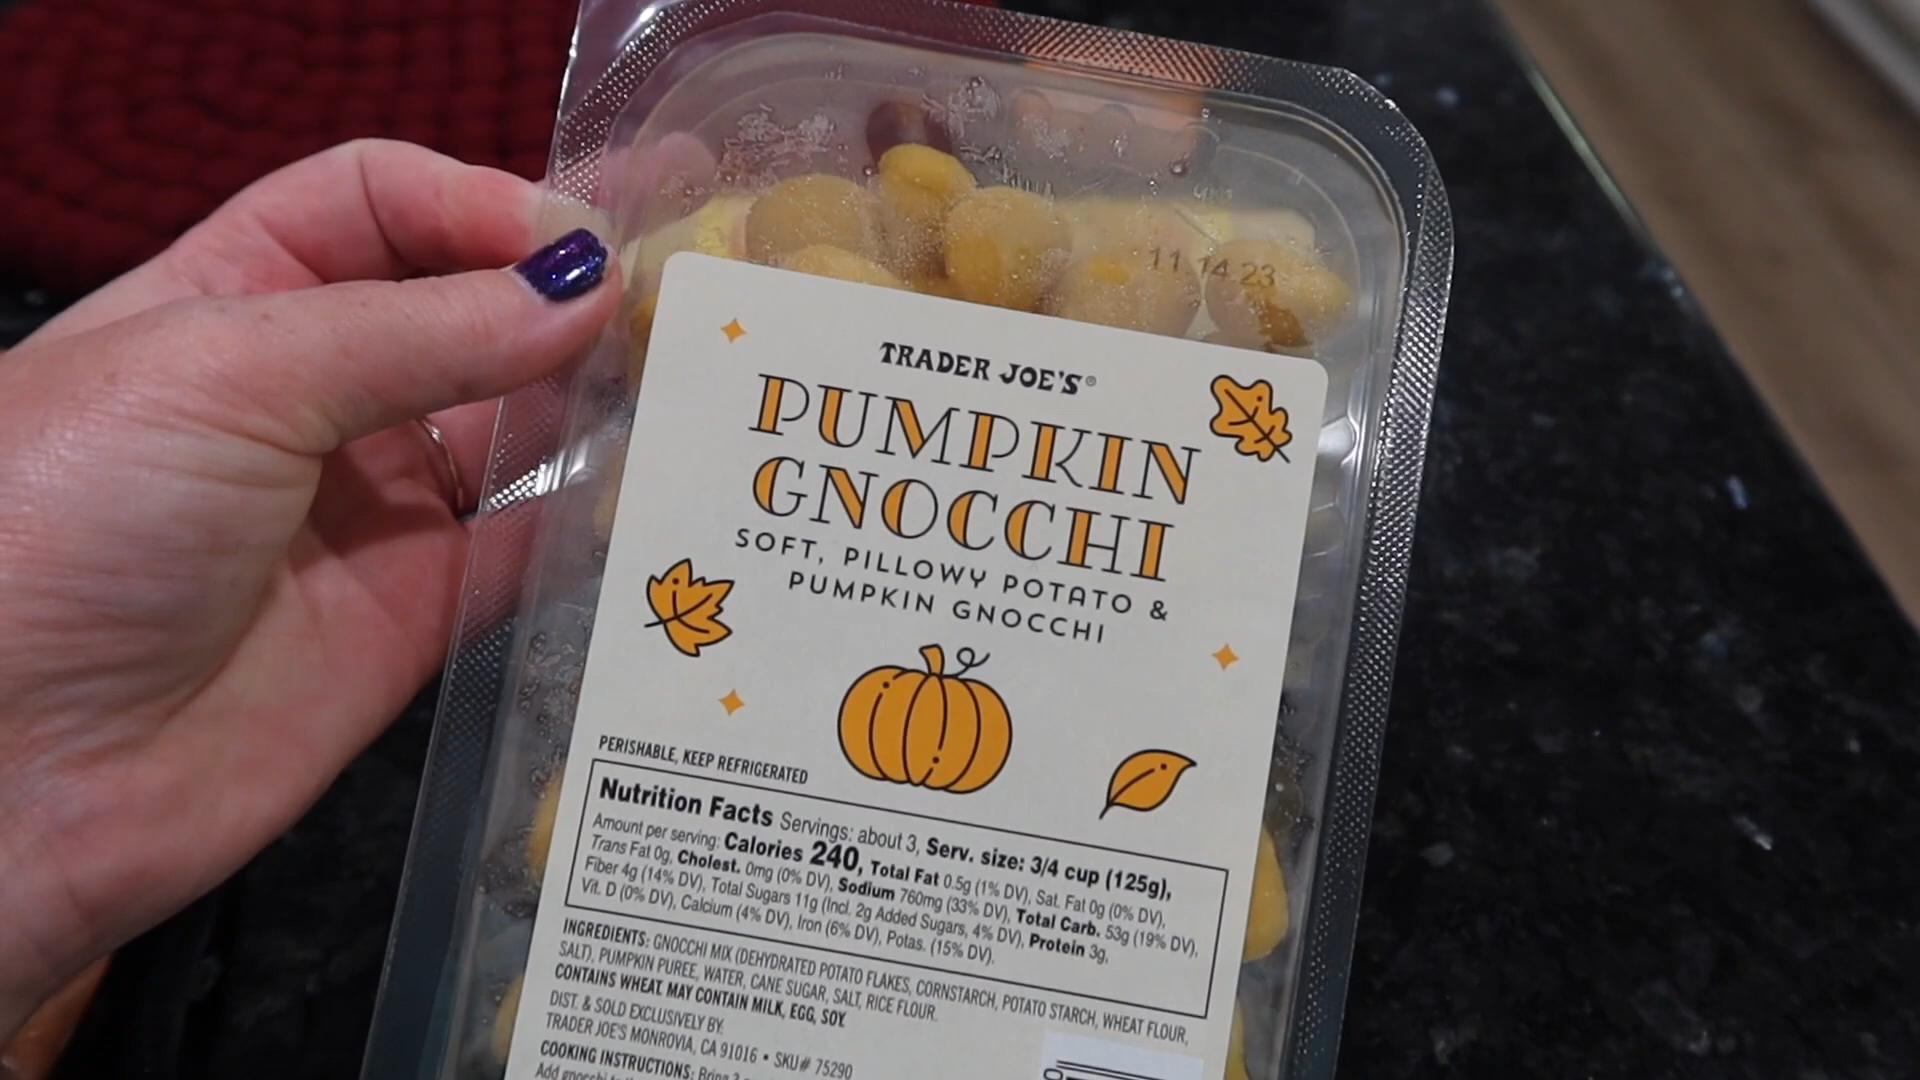 11 14 23
TRADER JOE'S®
PUMPKIN
GNOCCHI
SOFT, PILLOWY POTATO &
PUMPKIN GNOCCHI
PERISHABLE, KEEP REFRIGERATED
Nutrition Facts Servings: about 3, Serv. size: 3/4 cup (125g),
Amount per serving: Calories 240, Total Fat 0.5g (1% DV), Sat. Fat 0g (0% DV),
Trans Fat 0g, Cholest. 0mg (0% DV), Sodium 760mg (33% DV), Total Carb. 53g (19% DV),
Fiber 4g (14% DV), Total Sugars 11g (Incl. 2g Added Sugars, 4% DV), Protein 3g,
Vit. D (0% DV), Calcium (4% DV), Iron (6% DV), Potas. (15% DV).
INGREDIENTS: GNOCCHI MIX (DEHYDRATED POTATO FLAKES, CORNSTARCH, POTATO STARCH, WHEAT FLOUR,
SALT), PUMPKIN PUREE, WATER, CANE SUGAR, SALT, RICE FLOUR.
CONTAINS WHEAT. MAY CONTAIN MILK, EGG, SOY.
DIST. & SOLD EXCLUSIVELY BY:
TRADER JOE'S MONROVIA, CA 91016 • SKU# 75290
COOKING INSTRUCTIONS: Bring
Add gnocchi